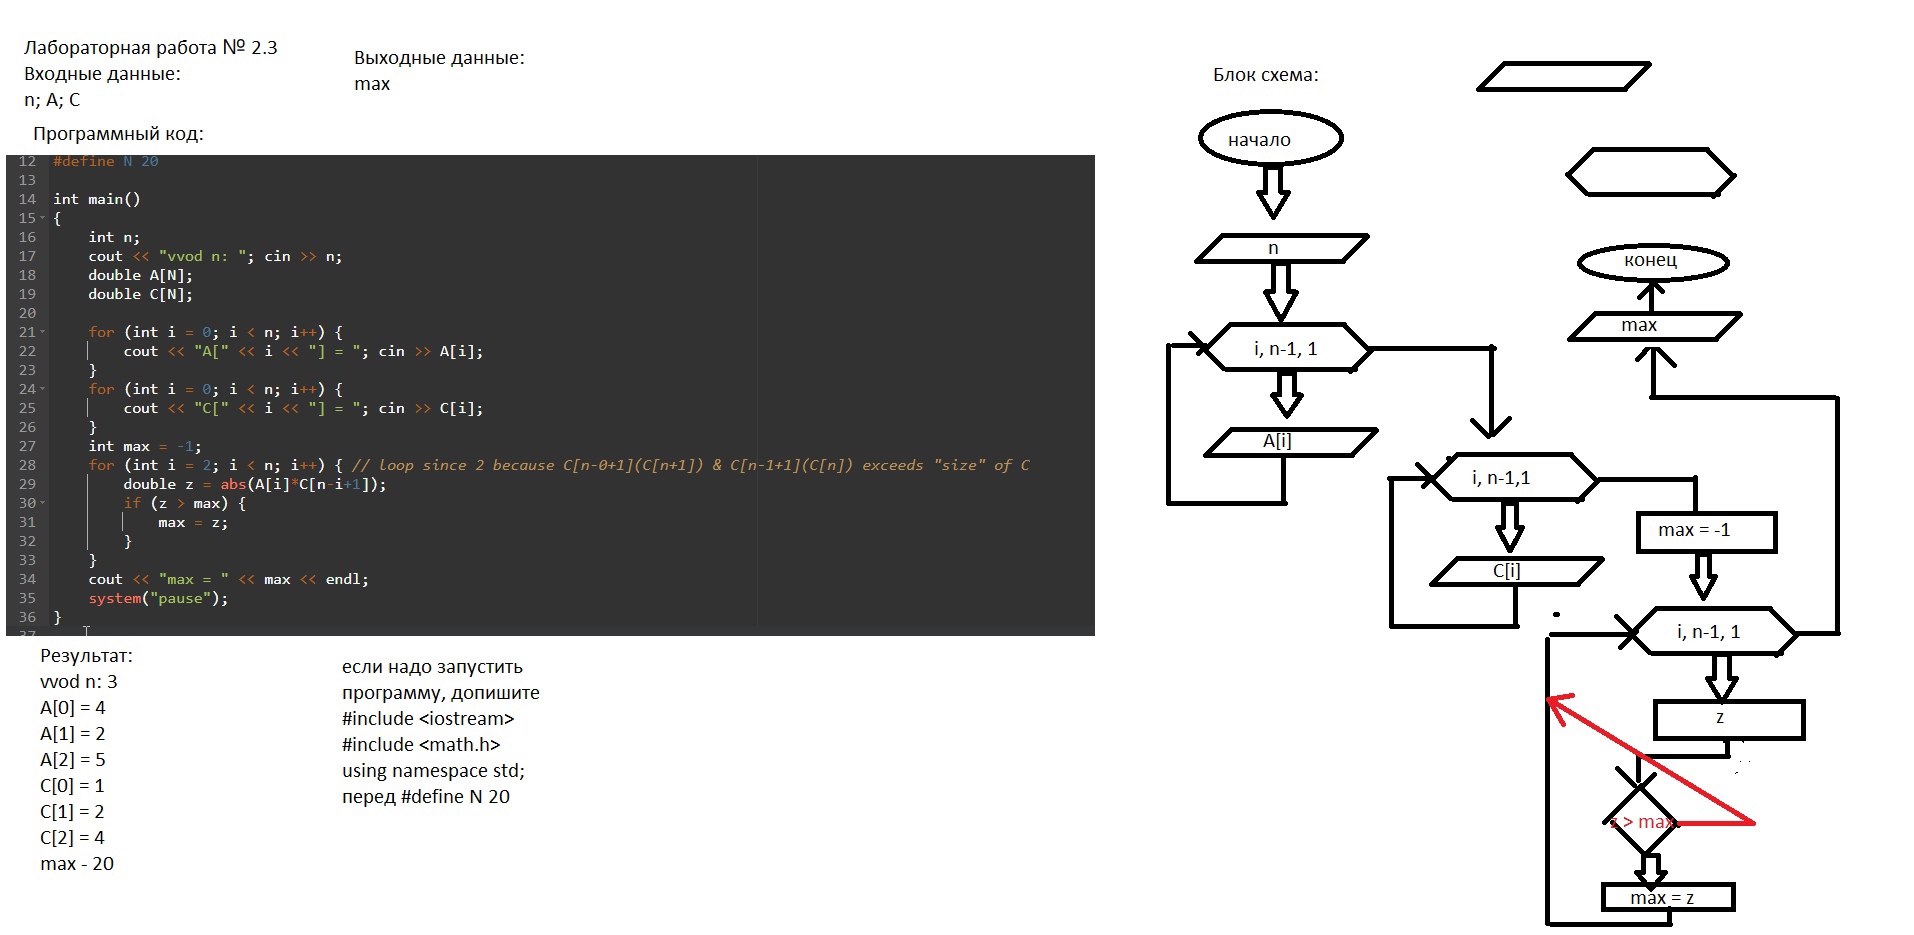 Лабораторная работа № 2.3
Входные данные:
n; A; C
Выходные данные:
max
Программный код:
12 #define N 20
13
14 int main()
15 {
16     int n;
17     cout << "vvod n: "; cin >> n;
18     double A[N];
19     double C[N];
20
21     for (int i = 0; i < n; i++) {
22         cout << "A[" << i << "] = "; cin >> A[i];
23     }
24     for (int i = 0; i < n; i++) {
25         cout << "C[" << i << "] = "; cin >> C[i];
26     }
27     int max = -1;
28     for (int i = 2; i < n; i++) { // loop since 2 because C[n-0+1](C[n+1]) & C[n-1+1](C[n]) exceeds "size" of C
29         double z = abs(A[i]*C[n-i+1]);
30         if (z > max) {
31             max = z;
32         }
33     }
34     cout << "max = " << max << endl;
35     system("pause");
36 }
37
Результат:
vvod n: 3
A[0] = 4
A[1] = 2
A[2] = 5
C[0] = 1
C[1] = 2
C[2] = 4
max - 20
если надо запустить
программу, допишите
#include <iostream>
#include <math.h>
using namespace std;
перед #define N 20
Блок схема:
начало
n
i, n-1, 1
A[i]
i, n-1,1
C[i]
max = -1
i, n-1, 1
z
z > max
max = z
max
конец